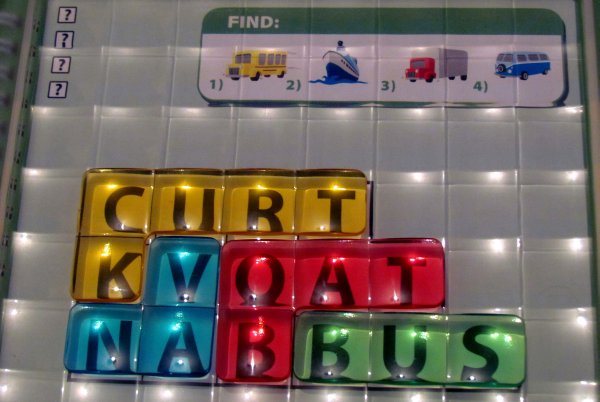 ?
?
?
?
FIND:
1) 2) 3) 4)
CURT
KVOAT
NABBUS